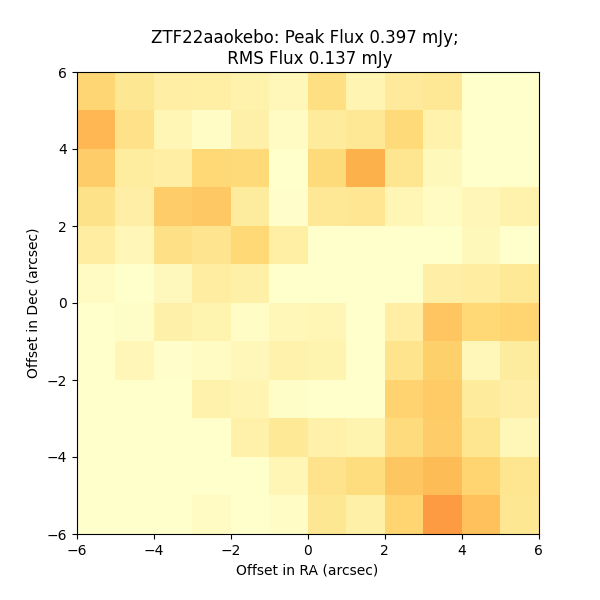 ZTF22aaokebo: Peak Flux 0.397 mJy;
RMS Flux 0.137 mJy
6
4
2
0
−2
−4
−6
Offset in Dec (arcsec)
−6 −4 −2 0 2 4 6
Offset in RA (arcsec)